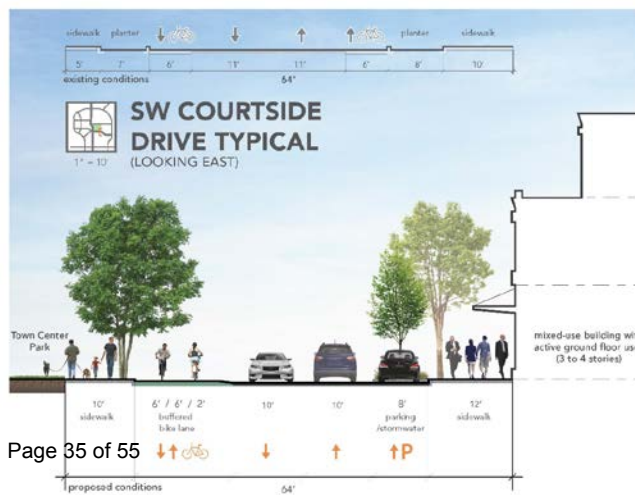 sidewalk planter planter sidewalk
5' 7' 6' 11' 11' 6' 8' 10'
existing conditions 64'
SW COURTSIDE
DRIVE TYPICAL
1" = 10' (LOOKING EAST)
Town Center
Park
mixed-use building wit
active ground floor use
(3 to 4 stories)
10' 6' / 6' / 2' 10' 10' 8' 12'
sidewalk buffered parking sidewalk
bike lane /stormwater
P
Page 35 of 55
proposed conditions 64'